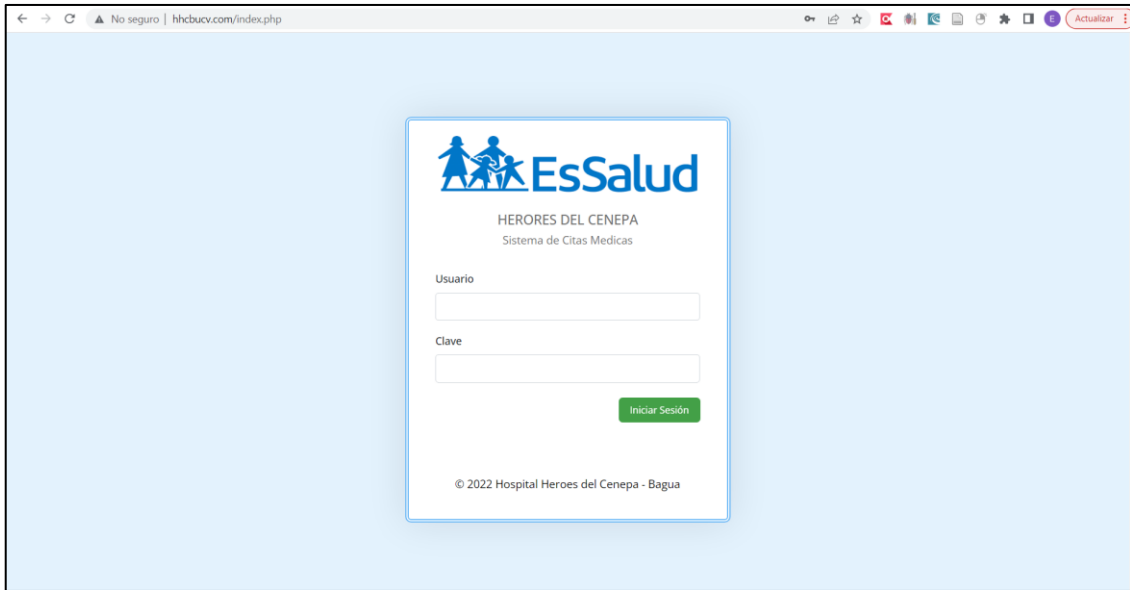 No seguro | hhcbucv.com/index.php
E
Actualizar
EsSalud
HERORES DEL CENEPA
Sistema de Citas Medicas
Usuario
Clave
Iniciar Sesión
© 2022 Hospital Heroes del Cenepa - Bagua